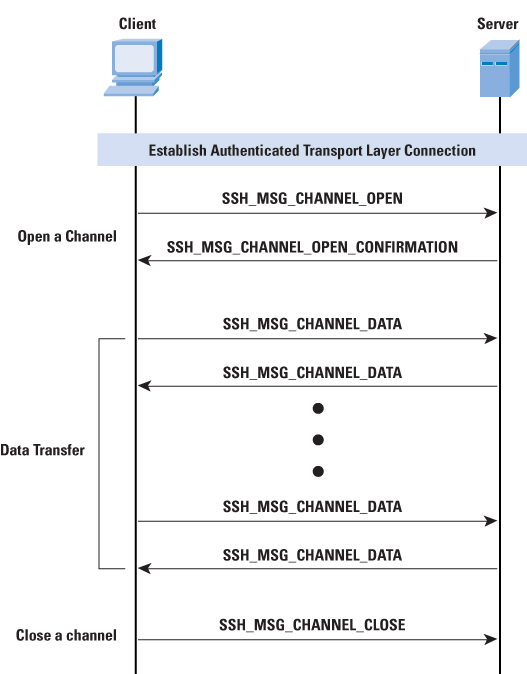 Client
Server
Establish Authenticated Transport Layer Connection
SSH_MSG_CHANNEL_OPEN
Open a Channel
SSH_MSG_CHANNEL_OPEN_CONFIRMATION
SSH_MSG_CHANNEL_DATA
SSH_MSG_CHANNEL_DATA
Data Transfer
SSH_MSG_CHANNEL_DATA
SSH_MSG_CHANNEL_DATA
Close a channel
SSH_MSG_CHANNEL_CLOSE